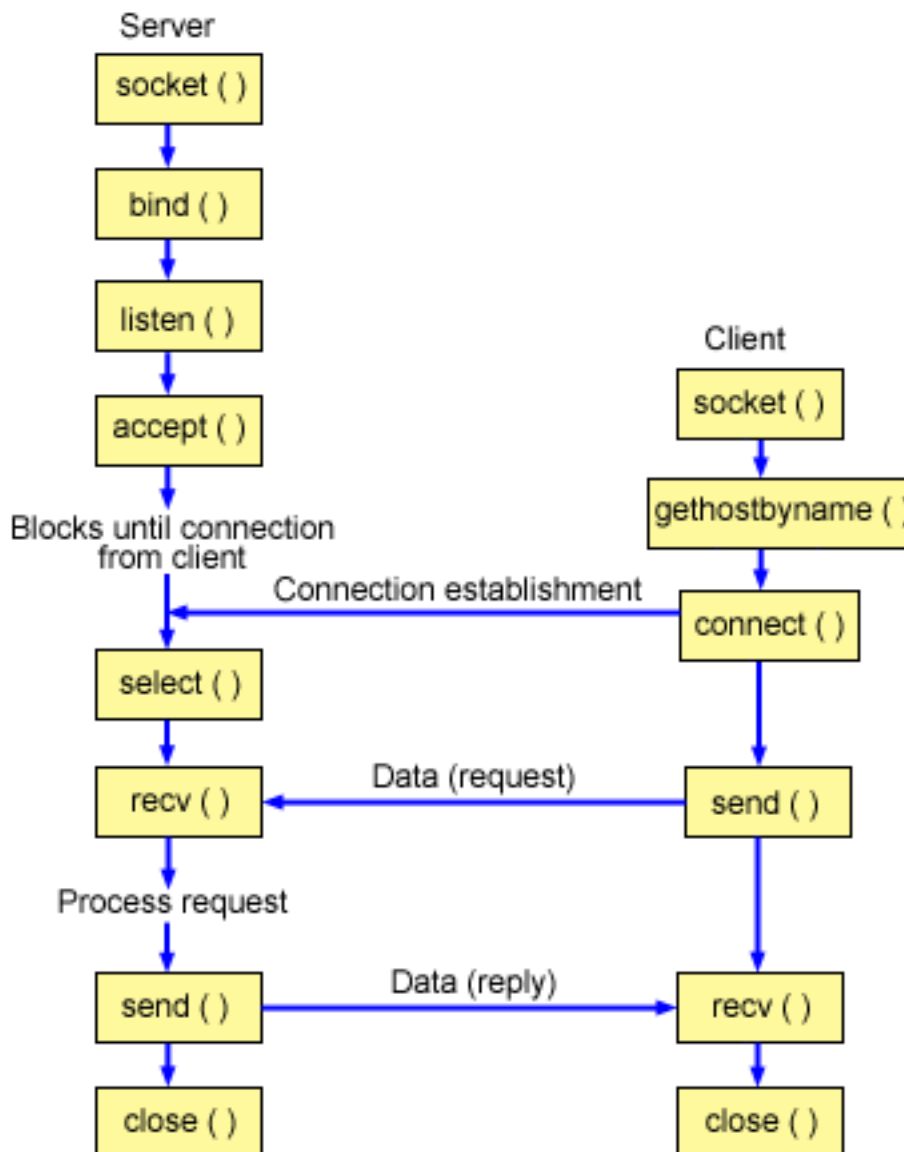 Server
socket ( )
bind ( )
listen ( )
accept ( )
Blocks until connection
from client
select ( )
recv ( )
Process request
send ( )
close ( )
Client
socket ( )
gethostbyname ( )
connect ( )
send ( )
recv ( )
close ( )
Connection establishment
Data (request)
Data (reply)